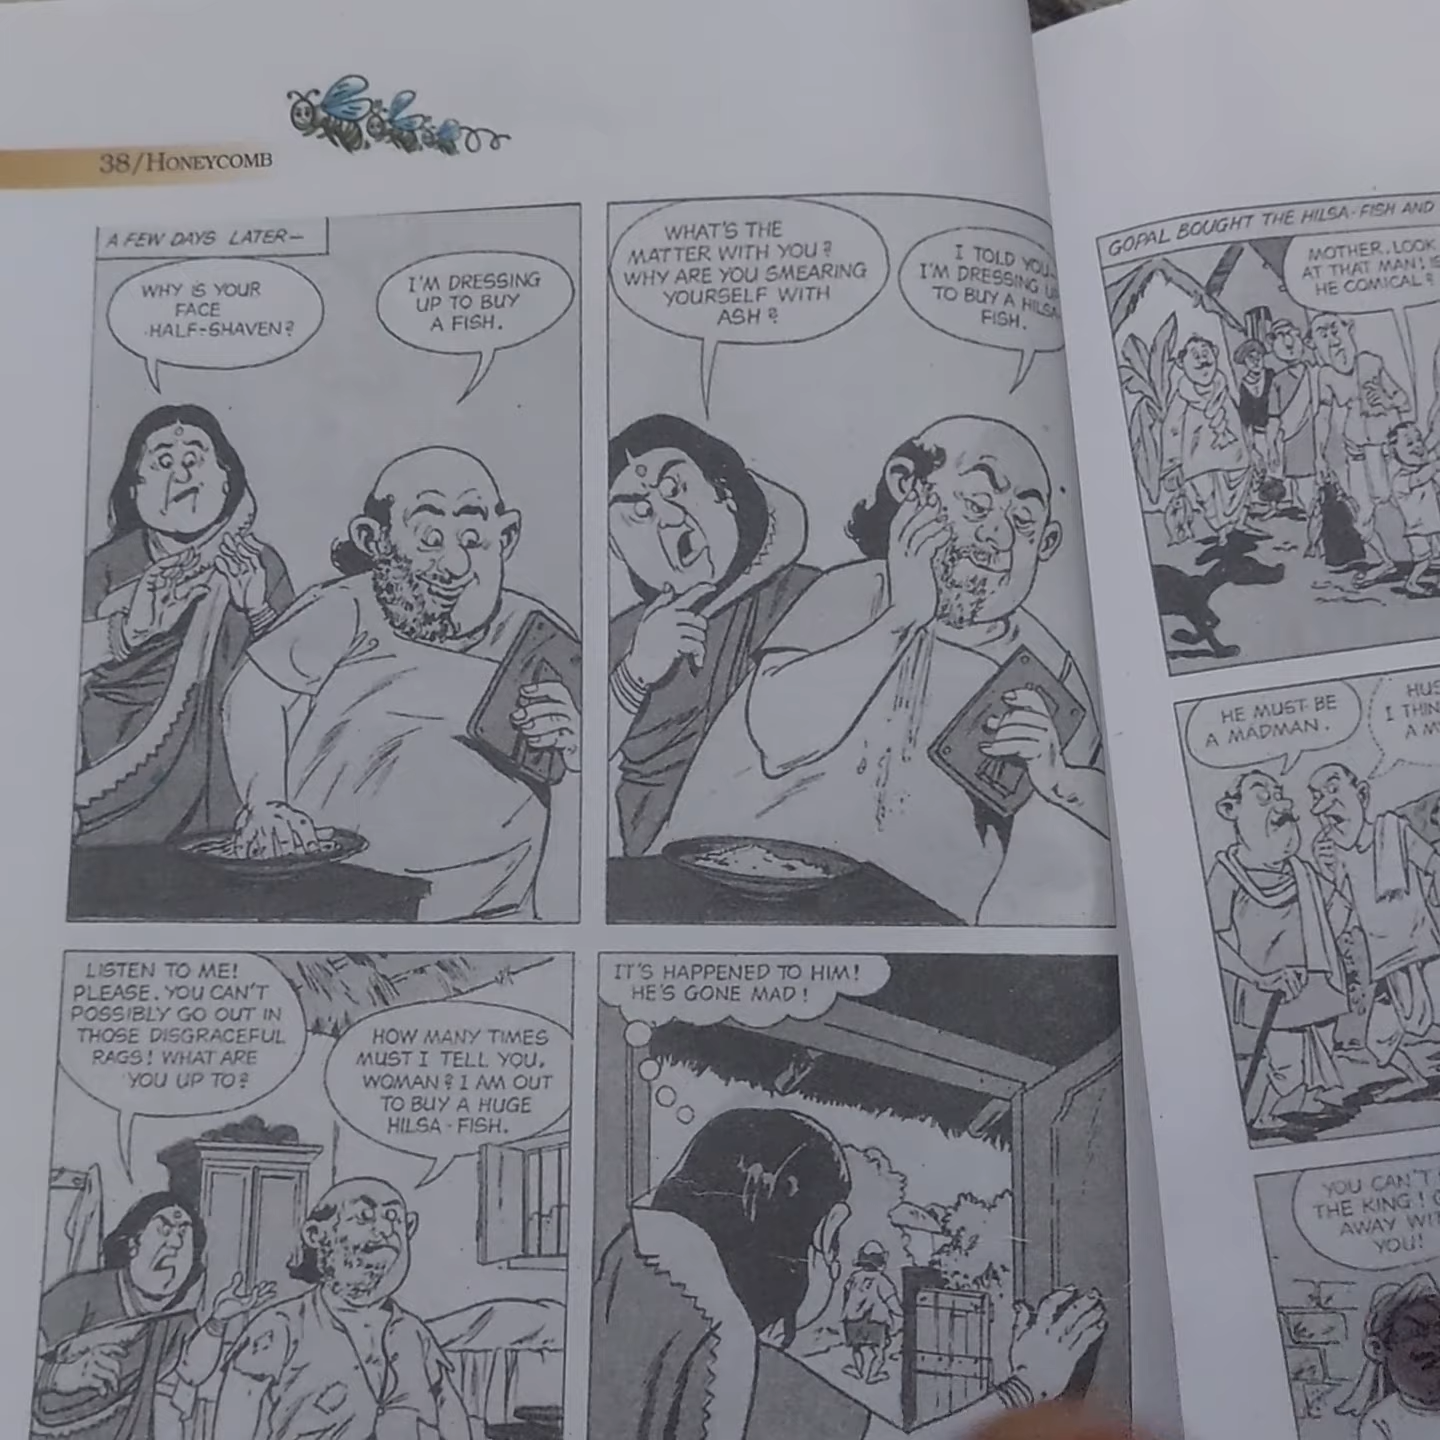 38/HONEYCOMB
A FEW DAYS LATER—
WHY IS YOUR
FACE
HALF-SHAVEN?
I'M DRESSING
UP TO BUY
A FISH.
WHAT'S THE
MATTER WITH YOU?
WHY ARE YOU SMEARING
YOURSELF WITH
ASH?
I TOLD YOU
I'M DRESSING UP
TO BUY A HILSA-
FISH.
LISTEN TO ME!
PLEASE. YOU CAN'T
POSSIBLY GO OUT IN
THOSE DISGRACEFUL
RAGS! WHAT ARE
YOU UP TO?
HOW MANY TIMES
MUST I TELL YOU,
WOMAN? I AM OUT
TO BUY A HUGE
HILSA-FISH.
IT'S HAPPENED TO HIM!
HE'S GONE MAD!
GOPAL BOUGHT THE HILSA-FISH AND
MOTHER, LOOK
AT THAT MAN!
HE COMICAL?
HE MUST BE
A MADMAN.
I
A
YOU CAN'T
THE KING!
AWAY
YOU!